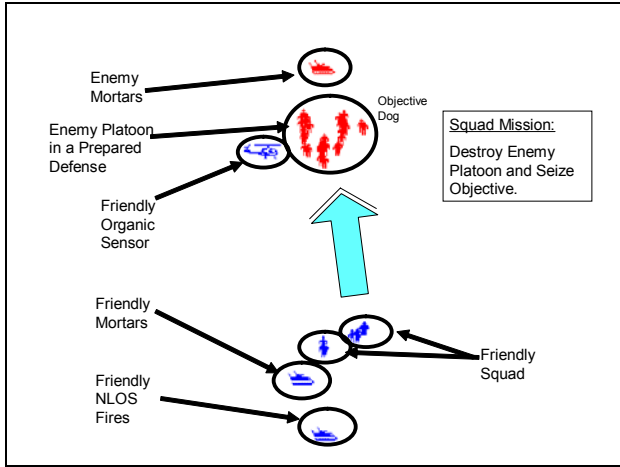 Enemy
Mortars
Objective
Dog
Enemy Platoon
in a Prepared
Defense
Squad Mission:
Destroy Enemy
Platoon and Seize
Objective.
Friendly
Organic
Sensor
Friendly
Mortars
Friendly
Squad
Friendly
NLOS
Fires